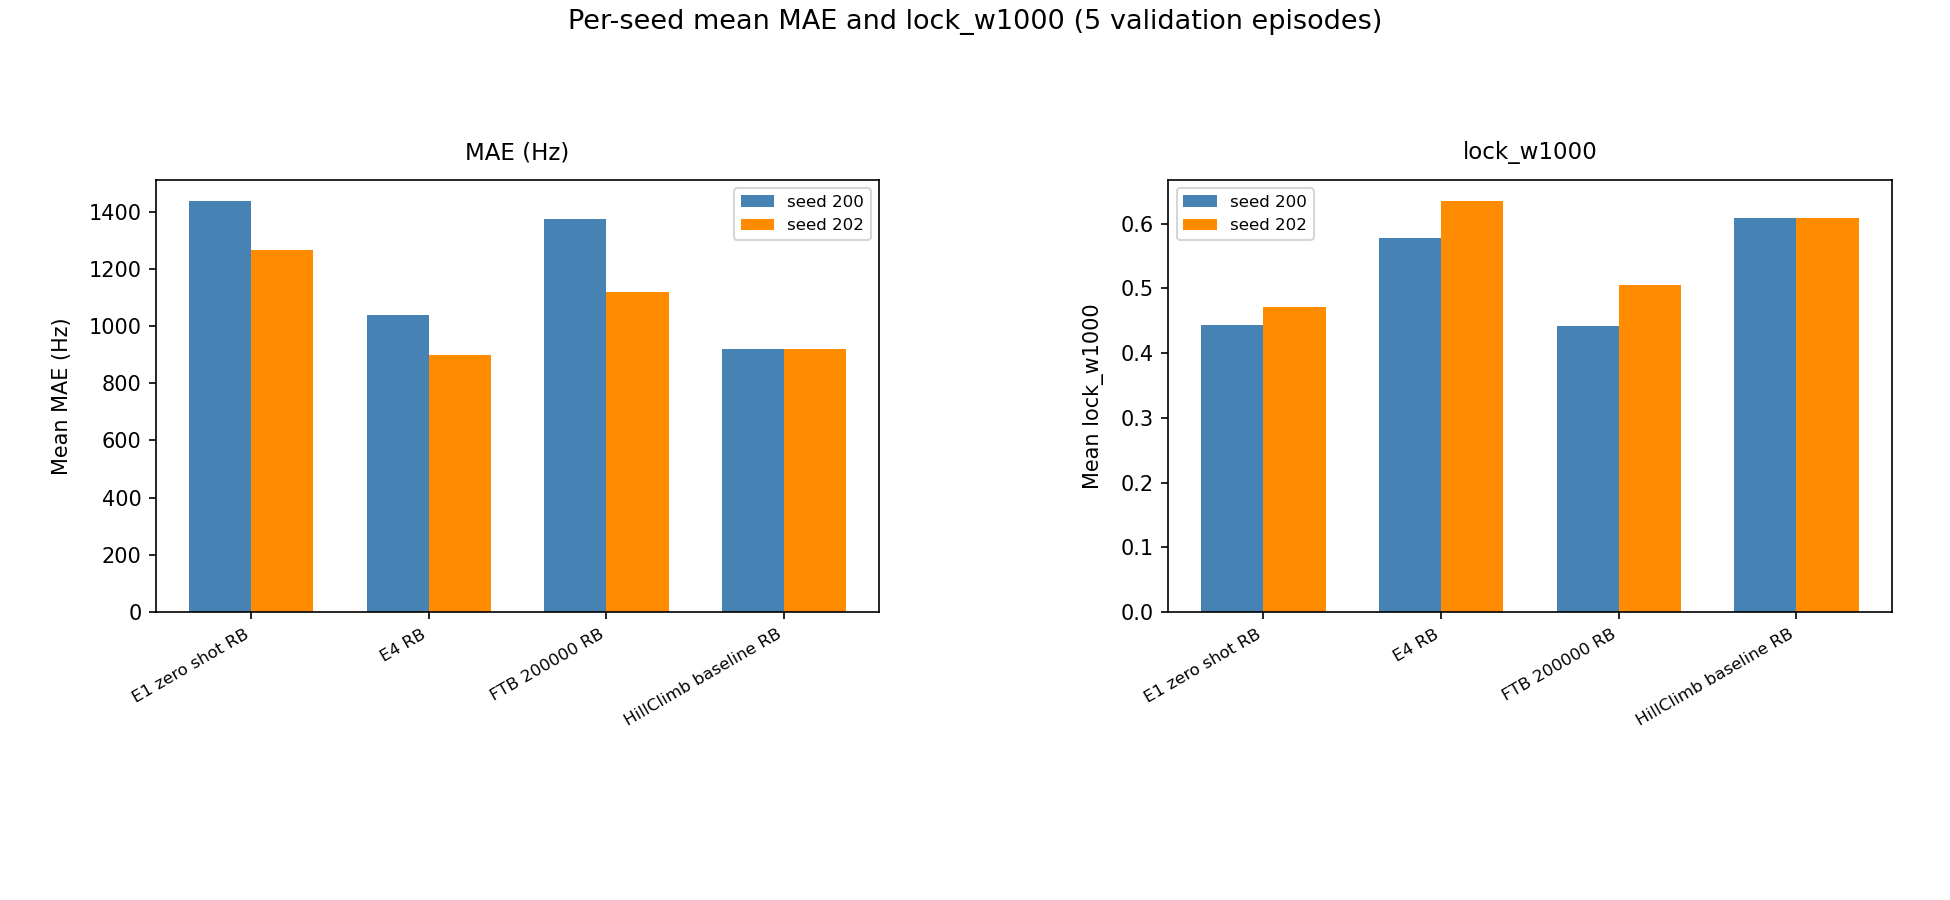 Per-seed mean MAE and lock_w1000 (5 validation episodes)
MAE (Hz)
Mean MAE (Hz)
1400
1200
1000
800
600
400
200
0
seed 200
seed 202
E1 zero shot RB
E4 RB
FTB 200000 RB
HillClimb baseline RB
lock_w1000
Mean lock_w1000
0.6
0.5
0.4
0.3
0.2
0.1
0.0
seed 200
seed 202
E1 zero shot RB
E4 RB
FTB 200000 RB
HillClimb baseline RB